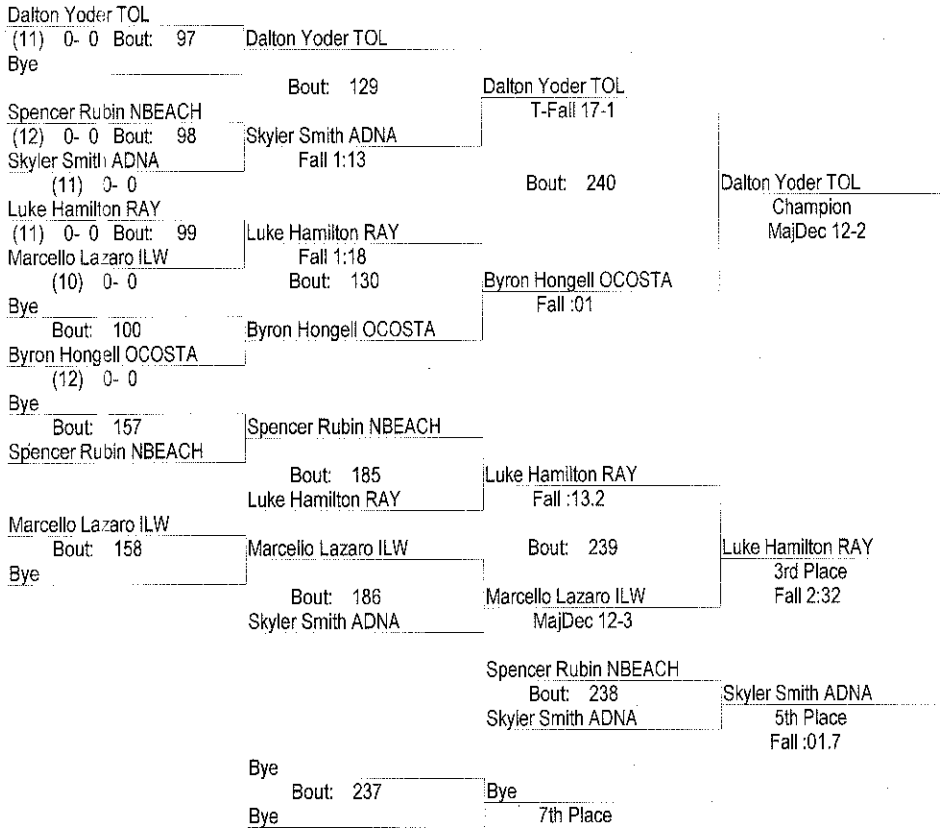 Dalton Yoder TOL
(11) 0- 0 Bout: 97 Dalton Yoder TOL
Bye
Bout: 129 Dalton Yoder TOL
Spencer Rubin NBEACH T-Fall 17-1
(12) 0- 0 Bout: 98 Skyler Smith ADNA
Skyler Smith ADNA Fall 1:13
(11) 0- 0 Bout: 240 Dalton Yoder TOL
Luke Hamilton RAY Champion
(11) 0- 0 Bout: 99 Luke Hamilton RAY MajDec 12-2
Marcello Lazaro ILW Fall 1:18
(10) 0- 0 Bout: 130 Byron Hongell OCOSTA
Bye Fall :01
Bout: 100 Byron Hongell OCOSTA
Byron Hongell OCOSTA
(12) 0- 0
Bye
Bout: 157 Spencer Rubin NBEACH
Spencer Rubin NBEACH
Bout: 185 Luke Hamilton RAY
Luke Hamilton RAY Fall :13.2
Marcello Lazaro ILW
Bout: 158 Marcello Lazaro ILW Bout: 239 Luke Hamilton RAY
Bye 3rd Place
Bout: 186 Marcello Lazaro ILW Fall 2:32
Skyler Smith ADNA MajDec 12-3
Spencer Rubin NBEACH
Bout: 238 Skyler Smith ADNA
Skyler Smith ADNA 5th Place
Fall :01.7
Bye
Bout: 237 Bye
Bye 7th Place